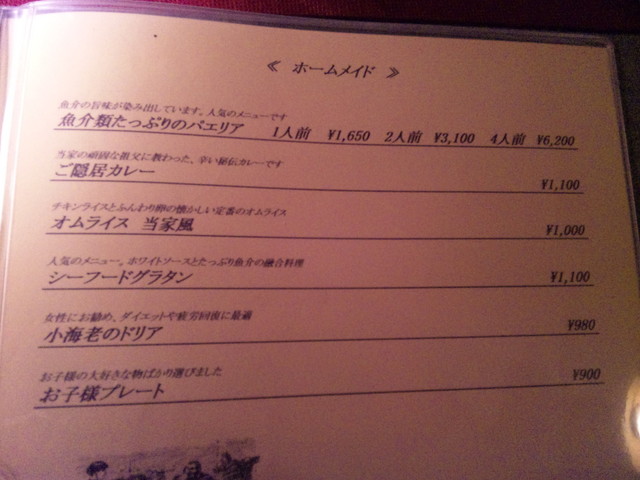 ≪ ホームメイド ≫
魚介の旨味が染み出しています。人気のメニューです
魚介類たっぷりのパエリア 1人前 ¥1,650 2人前 ¥3,100 4人前 ¥6,200
当家の頑固な祖父に教わった、辛い秘伝カレーです
ご隠居カレー ¥1,100
チキンライスとふんわり卵の懐かしい定番のオムライス
オムライス 当家風 ¥1,000
人気のメニュー。ホワイトソースとたっぷり魚介の融合料理
シーフードグラタン ¥1,100
女性にお勧め、ダイエットや疲労回復に最適
小海老のドリア ¥980
お子様の大好きな物ばかり選びました
お子様プレート ¥900